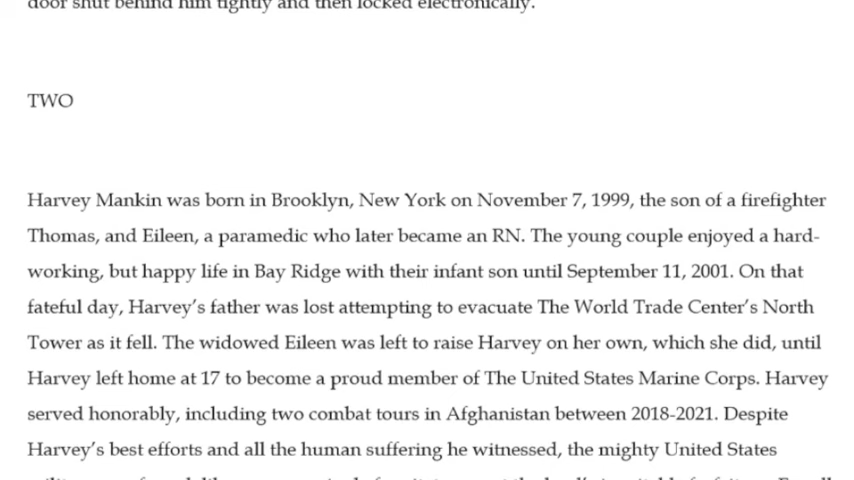 door shut behind him tightly and then locked electronically.
TWO
Harvey Mankin was born in Brooklyn, New York on November 7, 1999, the son of a firefighter
Thomas, and Eileen, a paramedic who later became an RN. The young couple enjoyed a hard-
working, but happy life in Bay Ridge with their infant son until September 11, 2001. On that
fateful day, Harvey's father was lost attempting to evacuate The World Trade Center's North
Tower as it fell. The widowed Eileen was left to raise Harvey on her own, which she did, until
Harvey left home at 17 to become a proud member of The United States Marine Corps. Harvey
served honorably, including two combat tours in Afghanistan between 2018-2021. Despite
Harvey's best efforts and all the human suffering he witnessed, the mighty United States